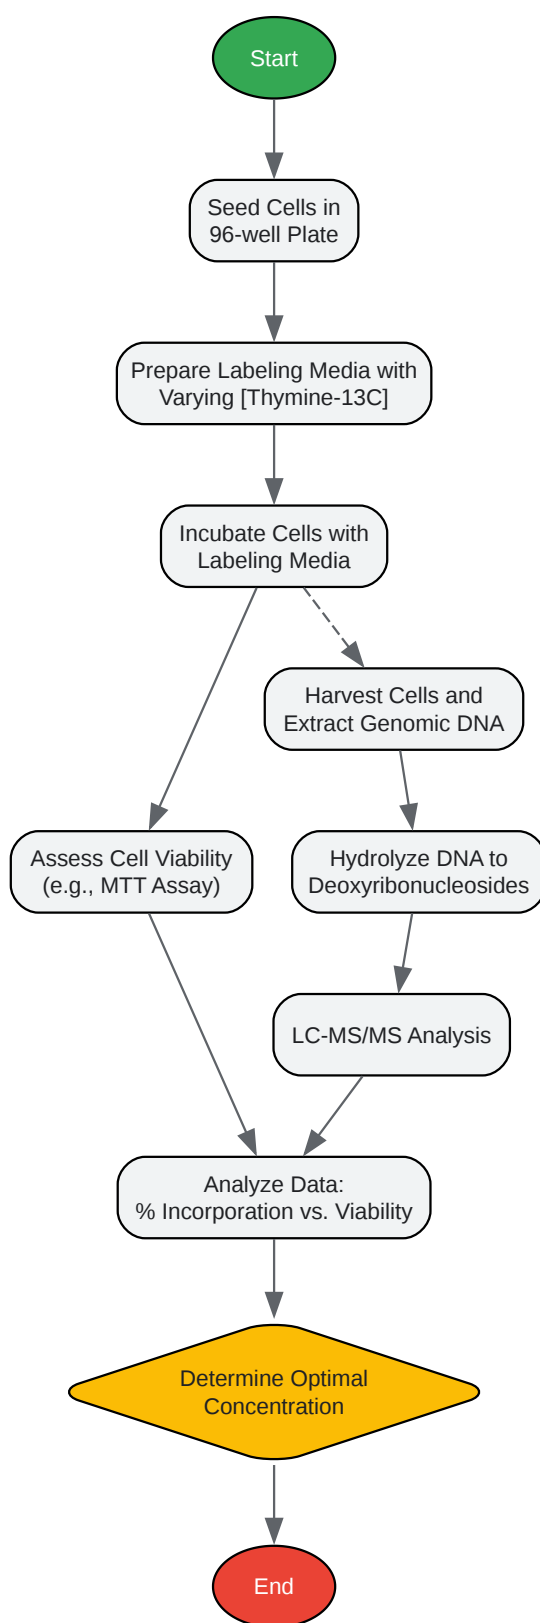 Start
Seed Cells in
96-well Plate
Prepare Labeling Media with
Varying [Thymine-13C]
Incubate Cells with
Labeling Media
Harvest Cells and
Extract Genomic DNA
Assess Cell Viability
(e.g., MTT Assay)
Hydrolyze DNA to
Deoxyribonucleosides
LC-MS/MS Analysis
Analyze Data:
% Incorporation vs. Viability
Determine Optimal
Concentration
End